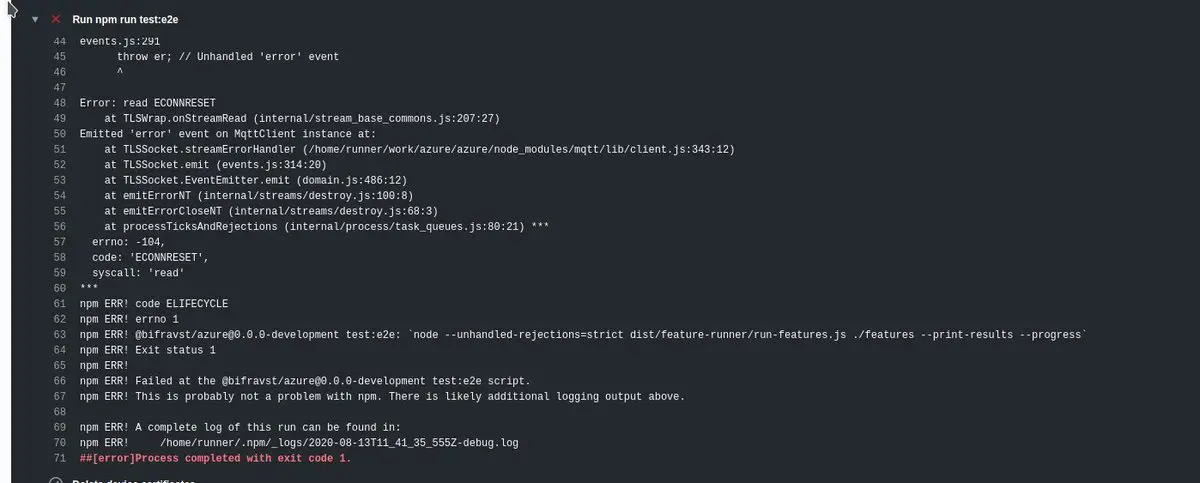 Run npm run test:e2e
44 events.js:291
45 throw er; // Unhandled 'error' event
46 ^
47
48 Error: read ECONNRESET
49 at TLSWrap.onStreamRead (internal/stream_base_commons.js:207:27)
50 Emitted 'error' event on MqttClient instance at:
51 at TLSSocket.streamErrorHandler (/home/runner/work/azure/azure/node_modules/mqtt/lib/client.js:343:12)
52 at TLSSocket.emit (events.js:314:20)
53 at TLSSocket.EventEmitter.emit (domain.js:486:12)
54 at emitErrorNT (internal/streams/destroy.js:100:8)
55 at emitErrorCloseNT (internal/streams/destroy.js:68:3)
56 at processTicksAndRejections (internal/process/task_queues.js:80:21) ***
57 errno: -104,
58 code: 'ECONNRESET',
59 syscall: 'read'
60 ***
61 npm ERR! code ELIFECYCLE
62 npm ERR! errno 1
63 npm ERR! @bifravst/azure@0.0.0-development test:e2e: `node --unhandled-rejections=strict dist/feature-runner/run-features.js ./features --print-results --progress`
64 npm ERR! Exit status 1
65 npm ERR!
66 npm ERR! Failed at the @bifravst/azure@0.0.0-development test:e2e script.
67 npm ERR! This is probably not a problem with npm. There is likely additional logging output above.
68
69 npm ERR! A complete log of this run can be found in:
70 npm ERR! /home/runner/.npm/_logs/2020-08-13T11_41_35_555Z-debug.log
71 ##[error]Process completed with exit code 1.
Delete device certificates